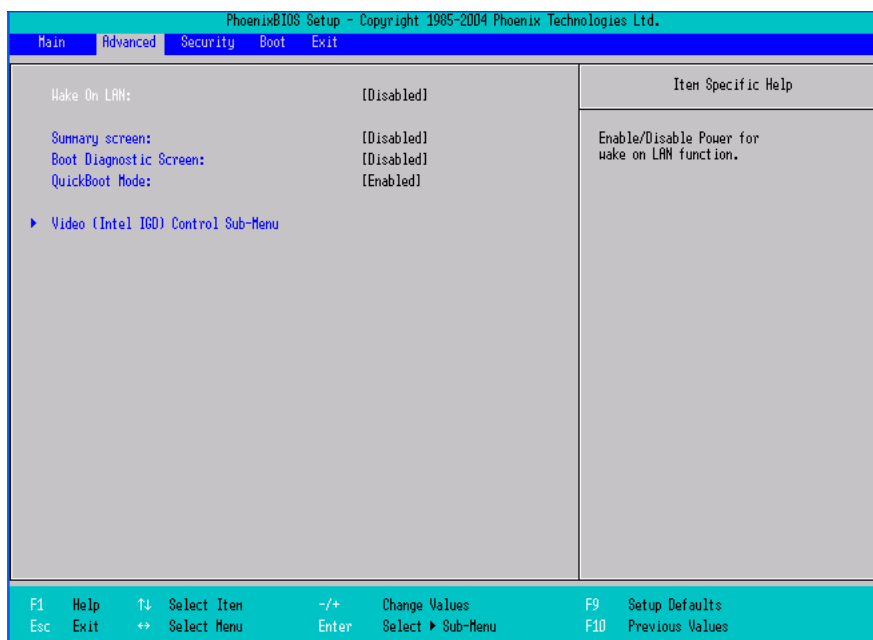 PhoenixBIOS Setup - Copyright 1985-2004 Phoenix Technologies Ltd.
Main Advanced Security Boot Exit
Item Specific Help
Wake On LAN: [Disabled]
Summary screen: [Disabled]
Boot Diagnostic Screen: [Disabled]
QuickBoot Mode: [Enabled]
▶ Video (Intel IGD) Control Sub-Menu
Enable/Disable Power for
wake on LAN function.
F1 Help ↑↓ Select Item -/+ Change Values F9 Setup Defaults
Esc Exit ↔ Select Menu Enter Select ▶ Sub-Menu F10 Previous Values